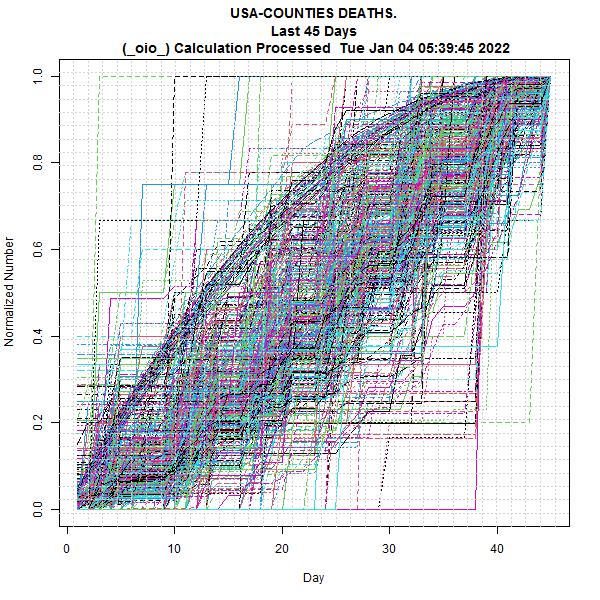 USA-COUNTIES DEATHS.
Last 45 Days
(_oio_) Calculation Processed  Tue Jan 04 05:39:45 2022
1.0
0.8
0.6
0.4
0.2
0.0
Normalized Number
0 10 20 30 40
Day